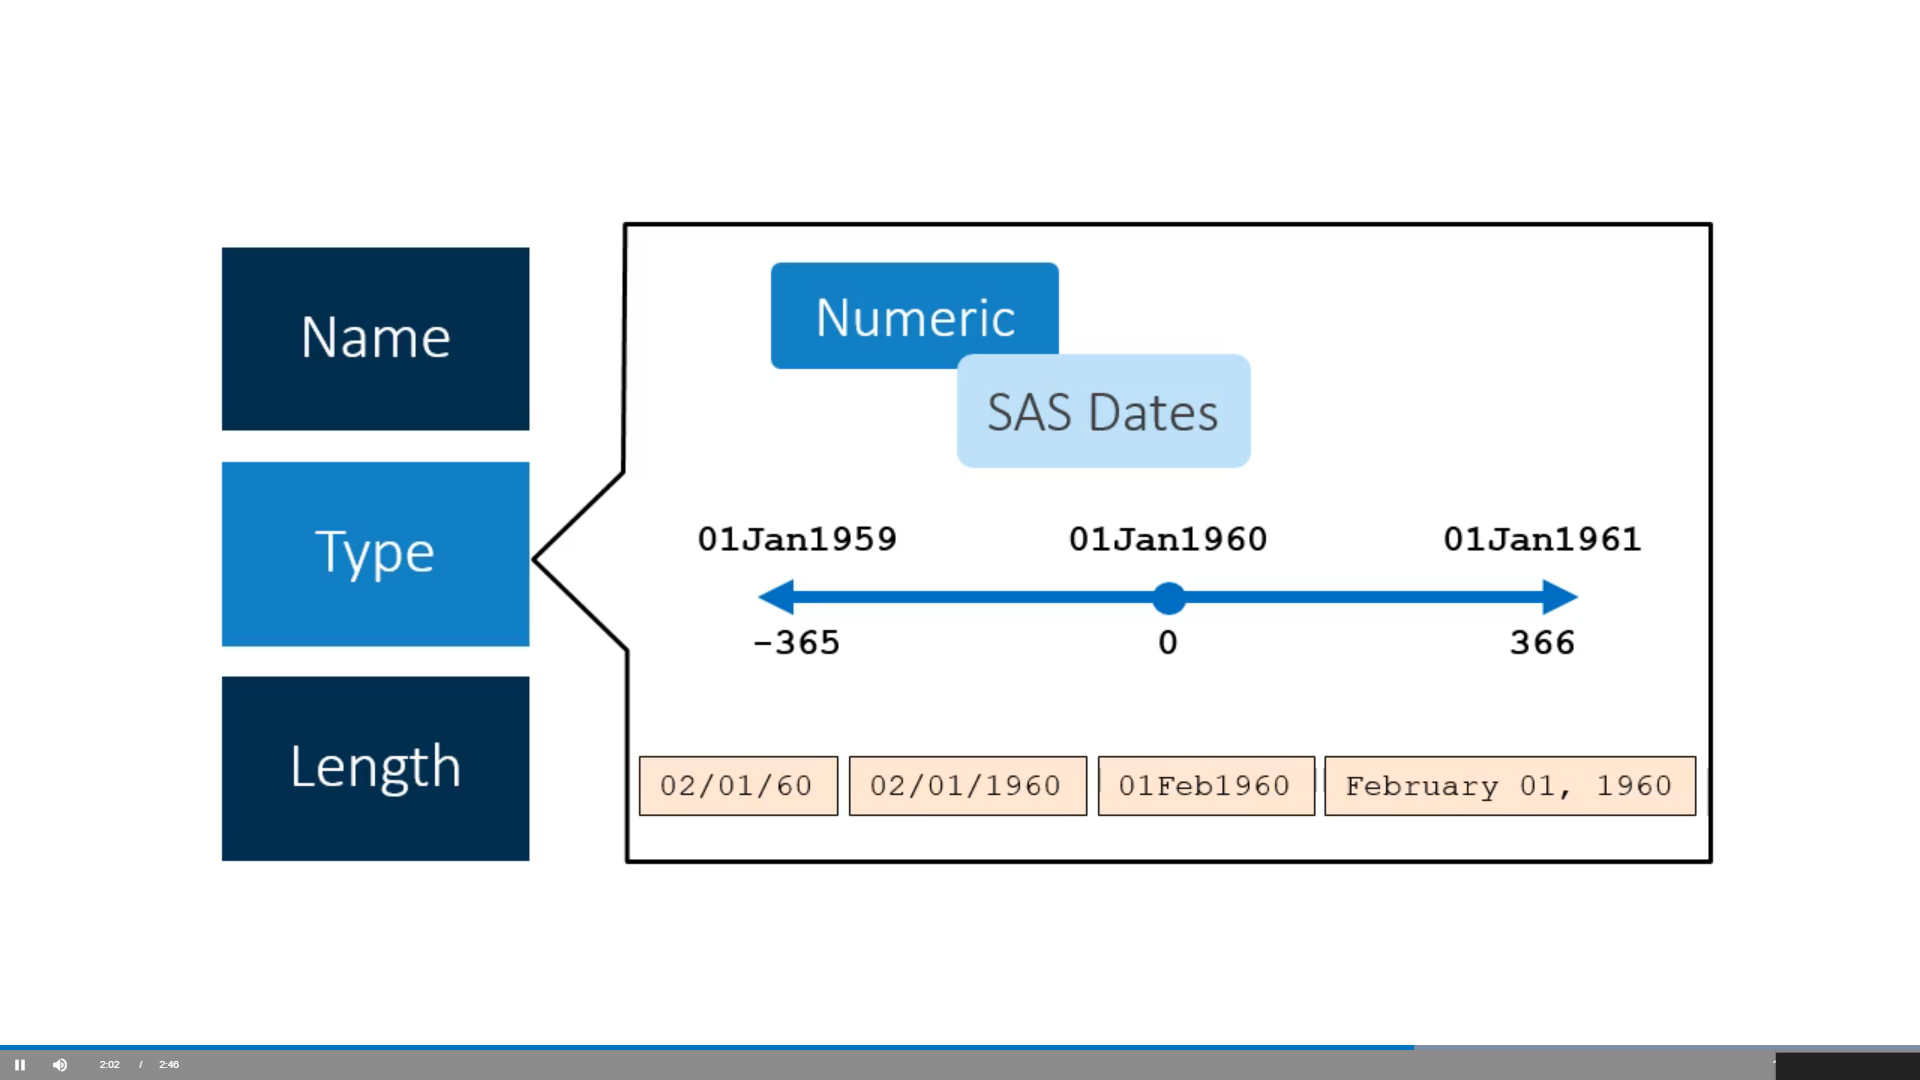 Name
Type
Length
Numeric
SAS Dates
01Jan1959 01Jan1960 01Jan1961
-365 0 366
02/01/60 02/01/1960 01Feb1960 February 01, 1960
2:02 / 2:46